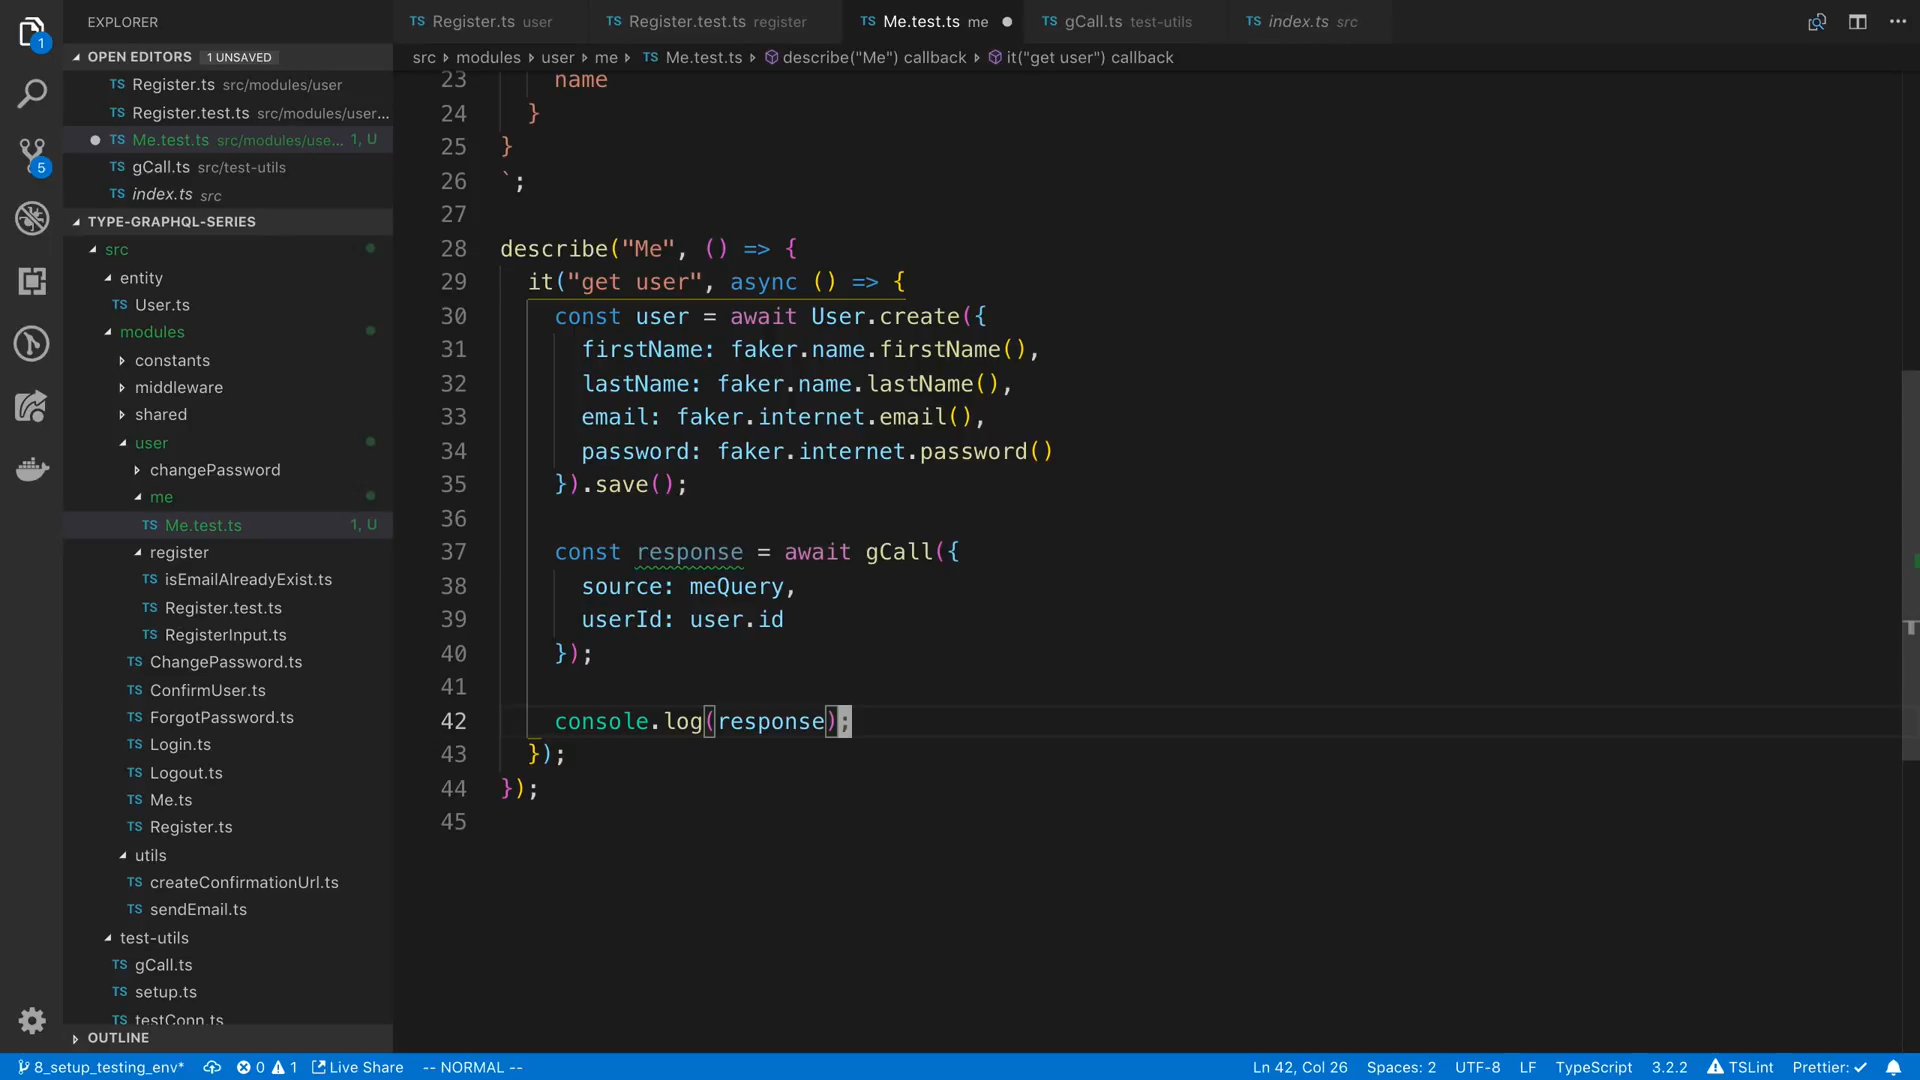 EXPLORER
TS Register.ts user
TS Register.test.ts register
TS Me.test.ts me
TS gCall.ts test-utils
TS index.ts src
OPEN EDITORS 1 UNSAVED
TS Register.ts src/modules/user
TS Register.test.ts src/modules/user...
TS Me.test.ts src/modules/use... 1, U
TS gCall.ts src/test-utils
TS index.ts src
TYPE-GRAPHQL-SERIES
src
entity
TS User.ts
modules
constants
middleware
shared
user
changePassword
me
TS Me.test.ts 1, U
register
TS isEmailAlreadyExist.ts
TS Register.test.ts
TS RegisterInput.ts
TS ChangePassword.ts
TS ConfirmUser.ts
TS ForgotPassword.ts
TS Login.ts
TS Logout.ts
TS Me.ts
TS Register.ts
utils
TS createConfirmationUrl.ts
TS sendEmail.ts
test-utils
TS gCall.ts
TS setup.ts
TS testConn.ts
OUTLINE
1
5
src modules user me TS Me.test.ts describe("Me") callback it("get user") callback
23 name
24 }
25 }
26 `;
27
28 describe("Me", () => {
29 it("get user", async () => {
30 const user = await User.create({
31 firstName: faker.name.firstName(),
32 lastName: faker.name.lastName(),
33 email: faker.internet.email(),
34 password: faker.internet.password()
35 }).save();
36
37 const response = await gCall({
38 source: meQuery,
39 userId: user.id
40 });
41
42 console.log(response);
43 });
44 });
45
8_setup_testing_env* 0 1 Live Share -- NORMAL -- Ln 42, Col 26 Spaces: 2 UTF-8 LF TypeScript 3.2.2 TSLint Prettier: ✓